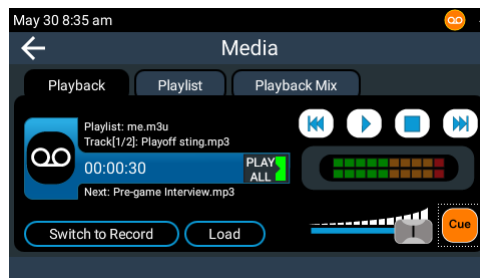 May 30 8:35 am
Media
Playback
Playlist
Playback Mix
Playlist: me.m3u
Track[1/2]: Playoff sting.mp3
00:00:30
PLAY
ALL
Next: Pre-game Interview.mp3
Switch to Record
Load
Cue